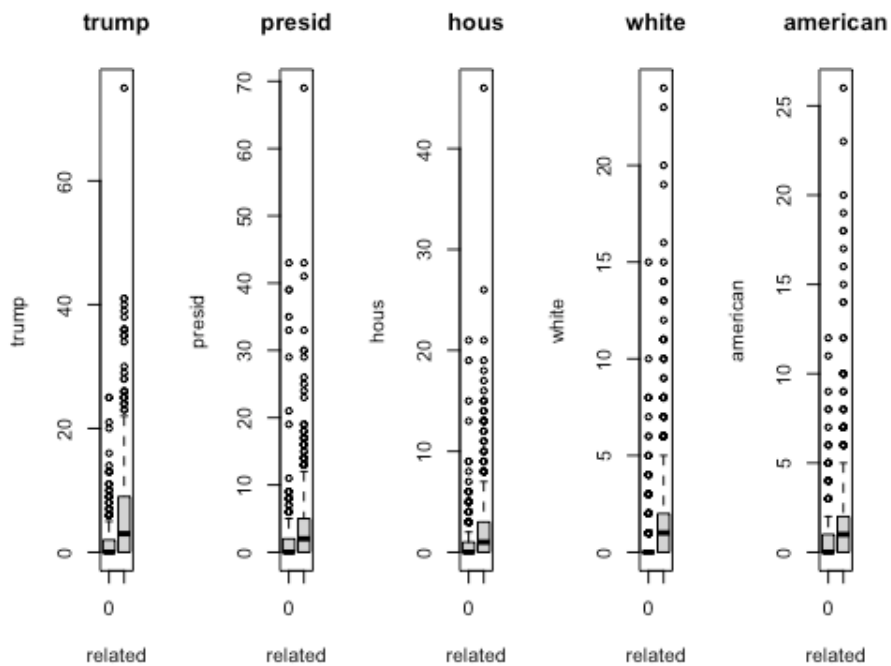 trump presid hous white american
trump
0 20 40 60
0
related
presid
0 10 20 30 40 50 60 70
0
related
hous
0 10 20 30 40
0
related
white
0 5 10 15 20
0
related
american
0 5 10 15 20 25
0
related